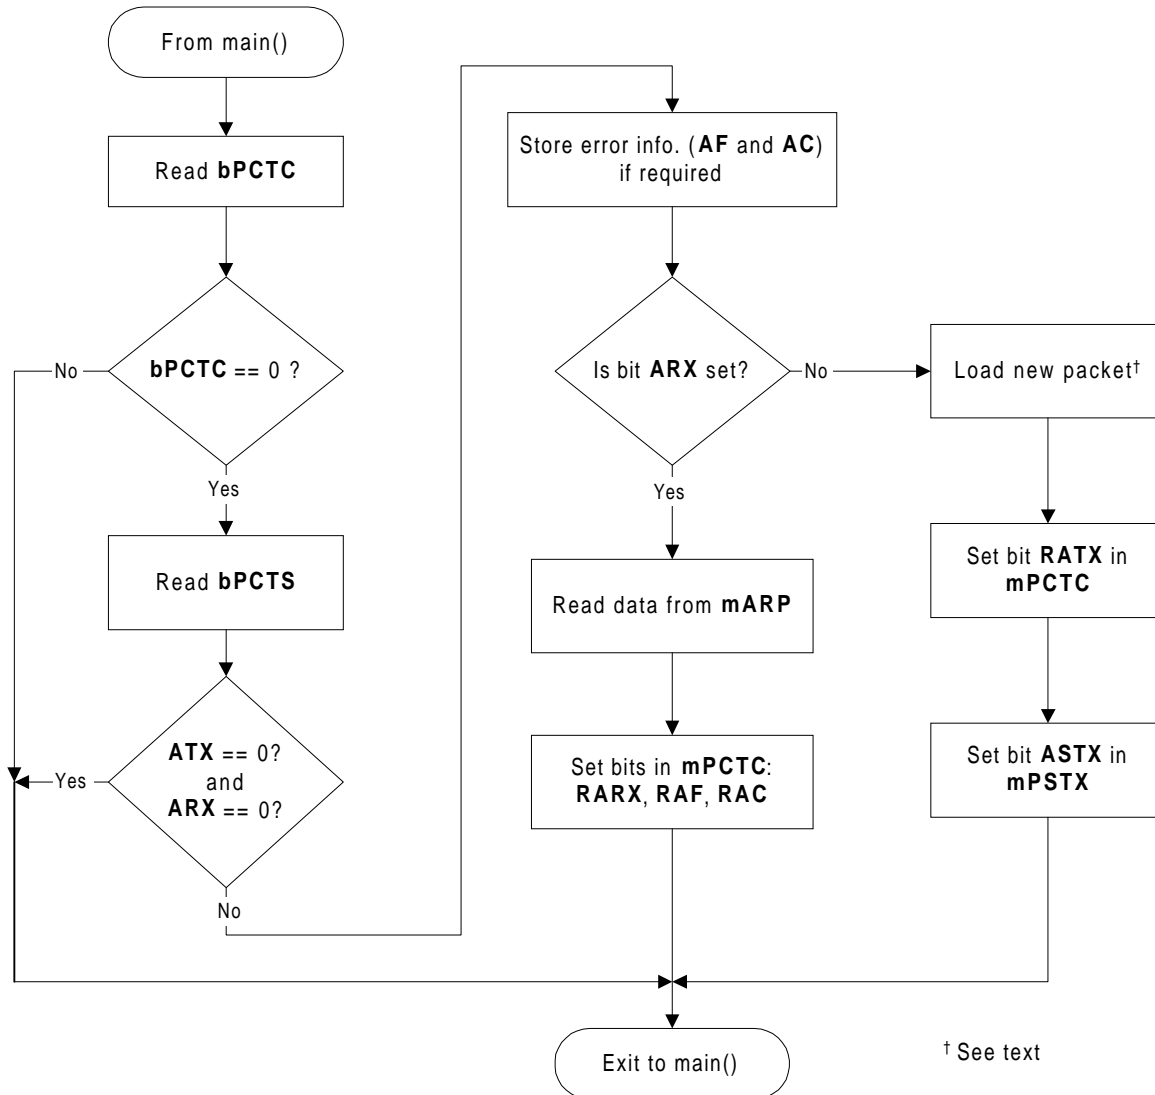 From main()
Read bPCTC
bPCTC == 0 ?
No
Yes
Read bPCTS
ATX == 0?
and
ARX == 0?
Yes
No
Store error info. (AF and AC)
if required
Is bit ARX set?
No
Yes
Read data from mARP
Set bits in mPCTC:
RARX, RAF, RAC
Load new packet†
Set bit RATX in
mPCTC
Set bit ASTX in
mPSTX
Exit to main()
† See text